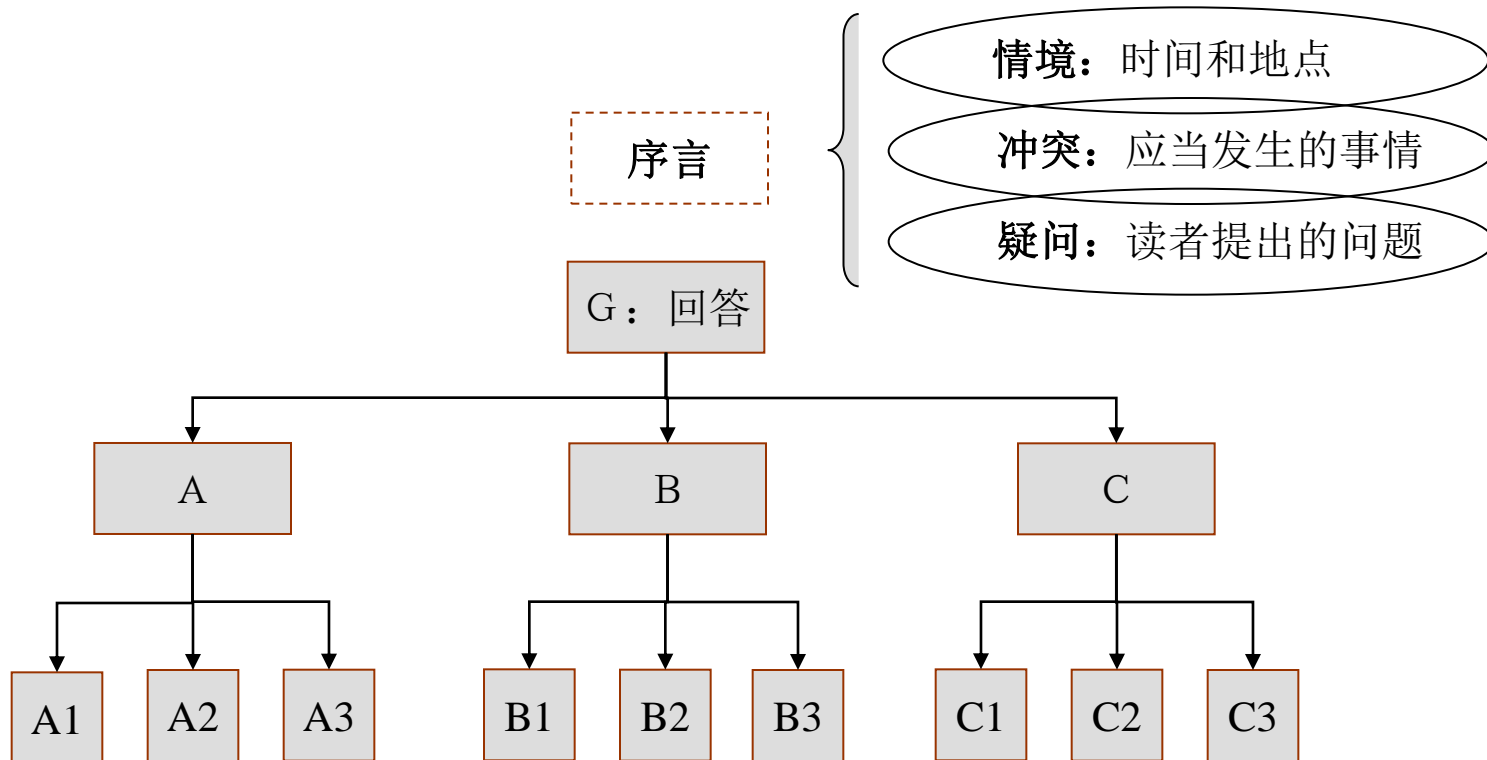 情境：时间和地点
冲突：应当发生的事情
序言
疑问：读者提出的问题
G：回答
A
B
C
A1
A2
A3
B1
B2
B3
C1
C2
C3